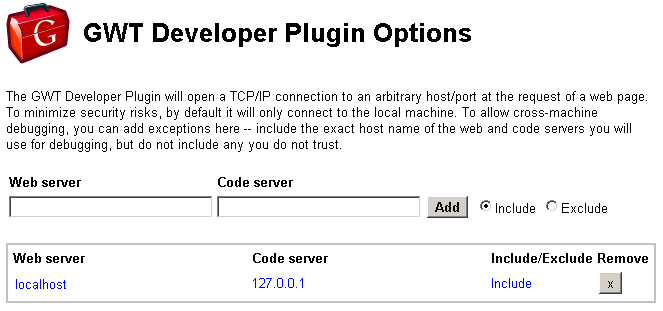 G GWT Developer Plugin Options
The GWT Developer Plugin will open a TCP/IP connection to an arbitrary host/port at the request of a web page.
To minimize security risks, by default it will only connect to the local machine. To allow cross-machine
debugging, you can add exceptions here -- include the exact host name of the web and code servers you will
use for debugging, but do not include any you do not trust.
Web server Code server
Add Include Exclude
Web server Code server Include/Exclude Remove
localhost 127.0.0.1 Include x